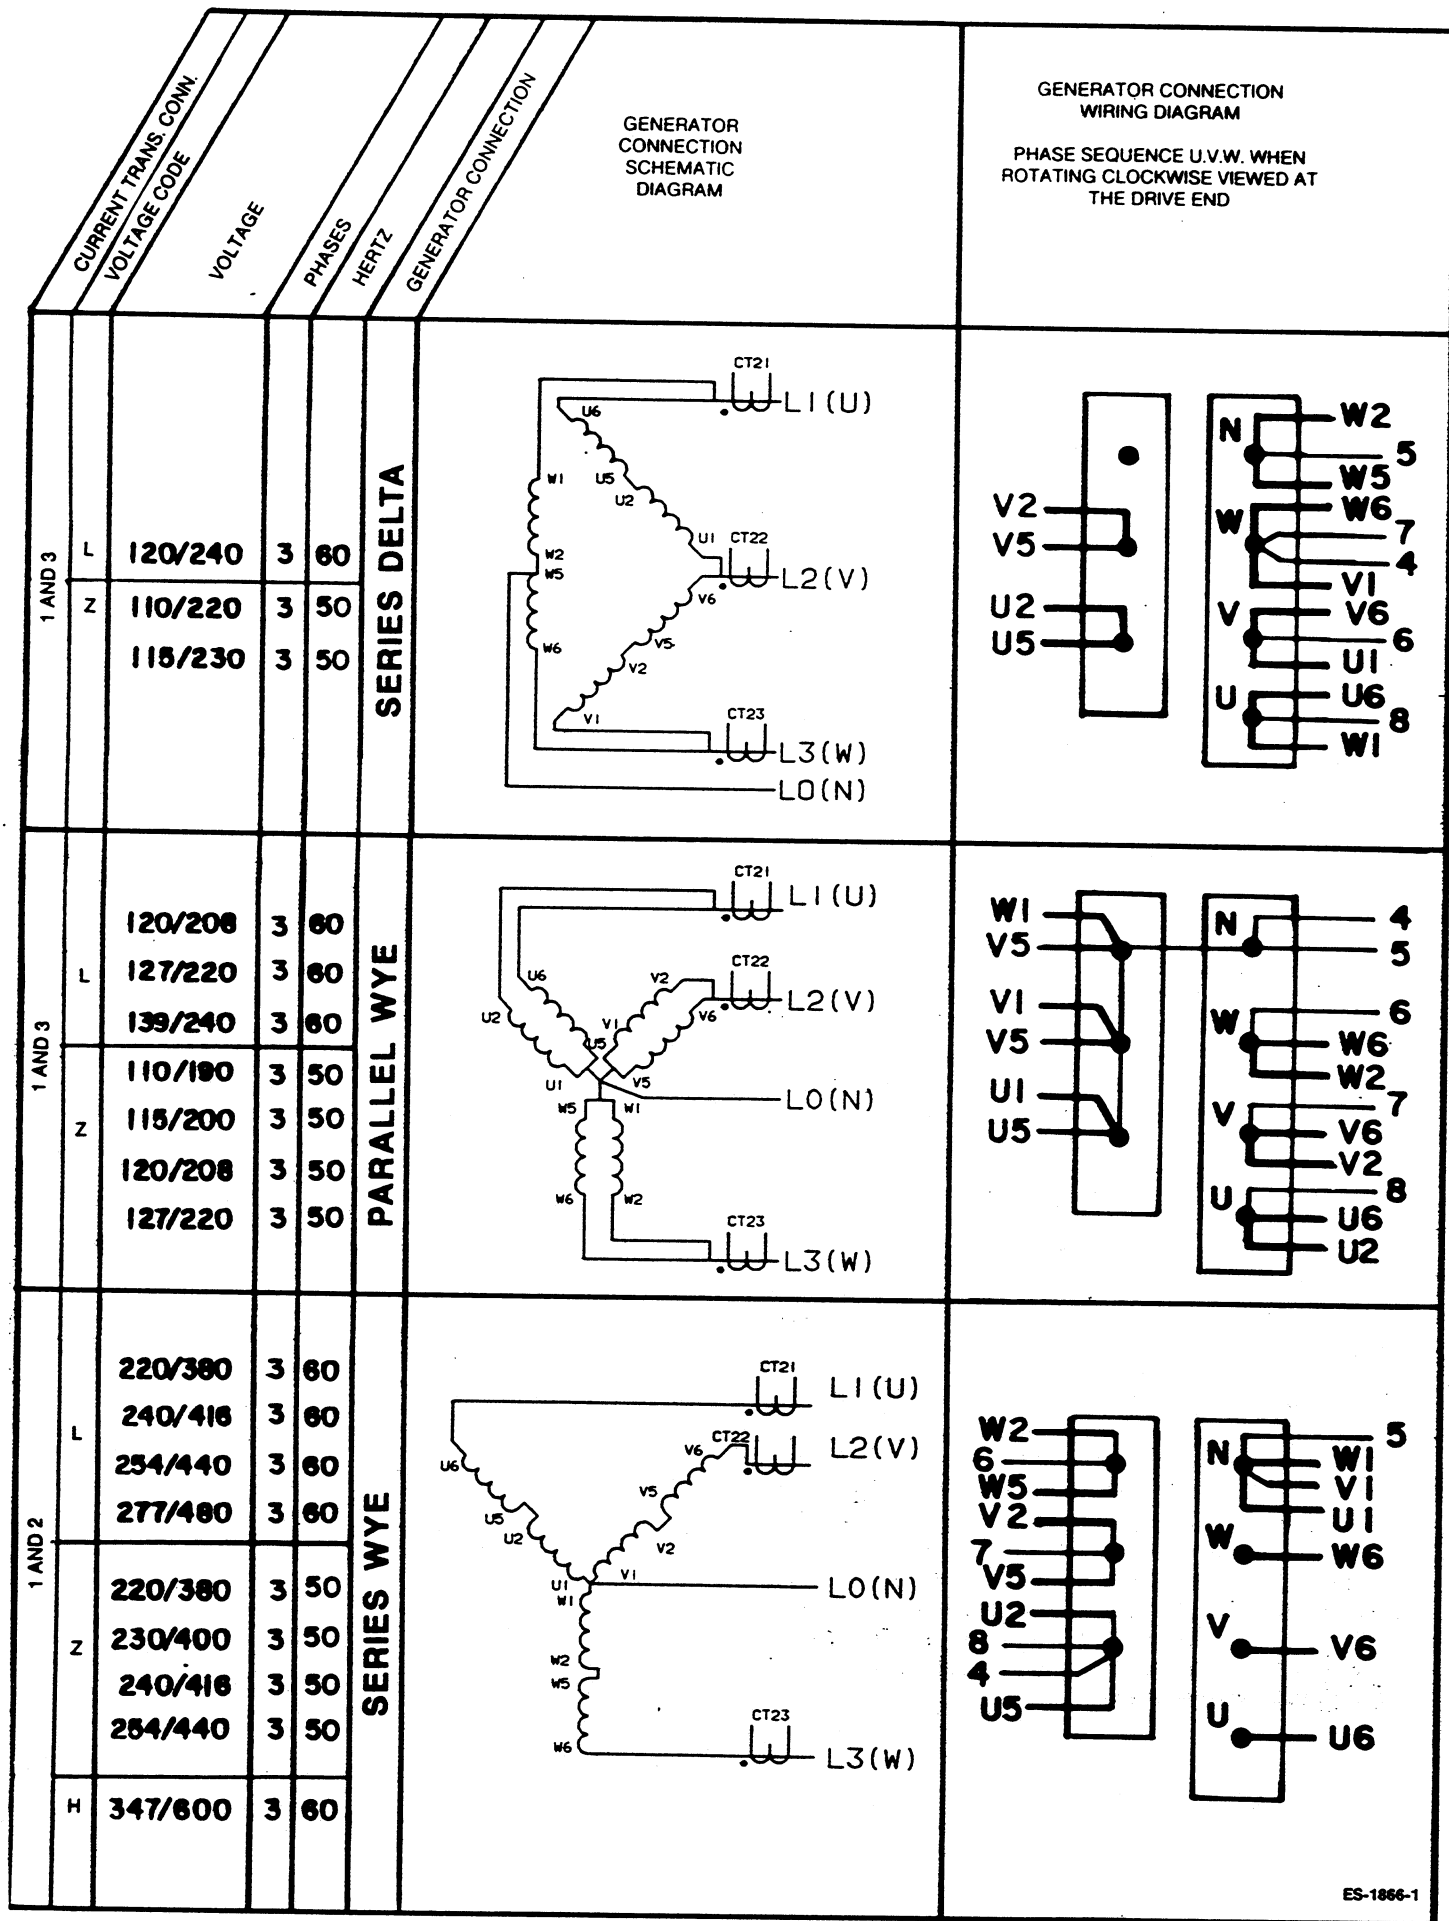 CURRENT TRANS. CONN.
VOLTAGE CODE
VOLTAGE
PHASES
HERTZ
GENERATOR CONNECTION
GENERATOR
CONNECTION
SCHEMATIC
DIAGRAM
GENERATOR CONNECTION
WIRING DIAGRAM
PHASE SEQUENCE U.V.W. WHEN
ROTATING CLOCKWISE VIEWED AT
THE DRIVE END
1 AND 3
L
120/240 3 60
Z
110/220 3 50
115/230 3 50
SERIES DELTA
CT21
L1(U)
U6
W1
U5
U2
U1
CT22
L2(V)
W2
W5
V6
V5
W6
V2
V1
CT23
L3(W)
L0(N)
V2
V5
U2
U5
N
W2
5
W5
W
W6
7
4
V1
V
V6
6
U1
U
U6
8
W1
1 AND 3
L
120/208 3 60
127/220 3 60
139/240 3 60
Z
110/190 3 50
115/200 3 50
120/208 3 50
127/220 3 50
PARALLEL WYE
CT21
L1(U)
CT22
L2(V)
U6
V2
U2
V1
V6
U5
U1
V5
L0(N)
W5
W1
W6
W2
CT23
L3(W)
W1
V5
V1
V5
U1
U5
N
4
5
W
6
W6
W2
V
7
V6
V2
U
8
U6
U2
1 AND 2
L
220/380 3 60
240/416 3 60
254/440 3 60
277/480 3 60
Z
220/380 3 50
230/400 3 50
240/416 3 50
254/440 3 50
H
347/600 3 60
SERIES WYE
CT21
L1(U)
CT22
L2(V)
V6
U6
V5
U5
U2
V2
U1
V1
W1
L0(N)
W2
W5
W6
CT23
L3(W)
W2
6
W5
V2
7
V5
U2
8
4
U5
N
5
W1
V1
U1
W
W6
V
V6
U
U6
ES-1866-1